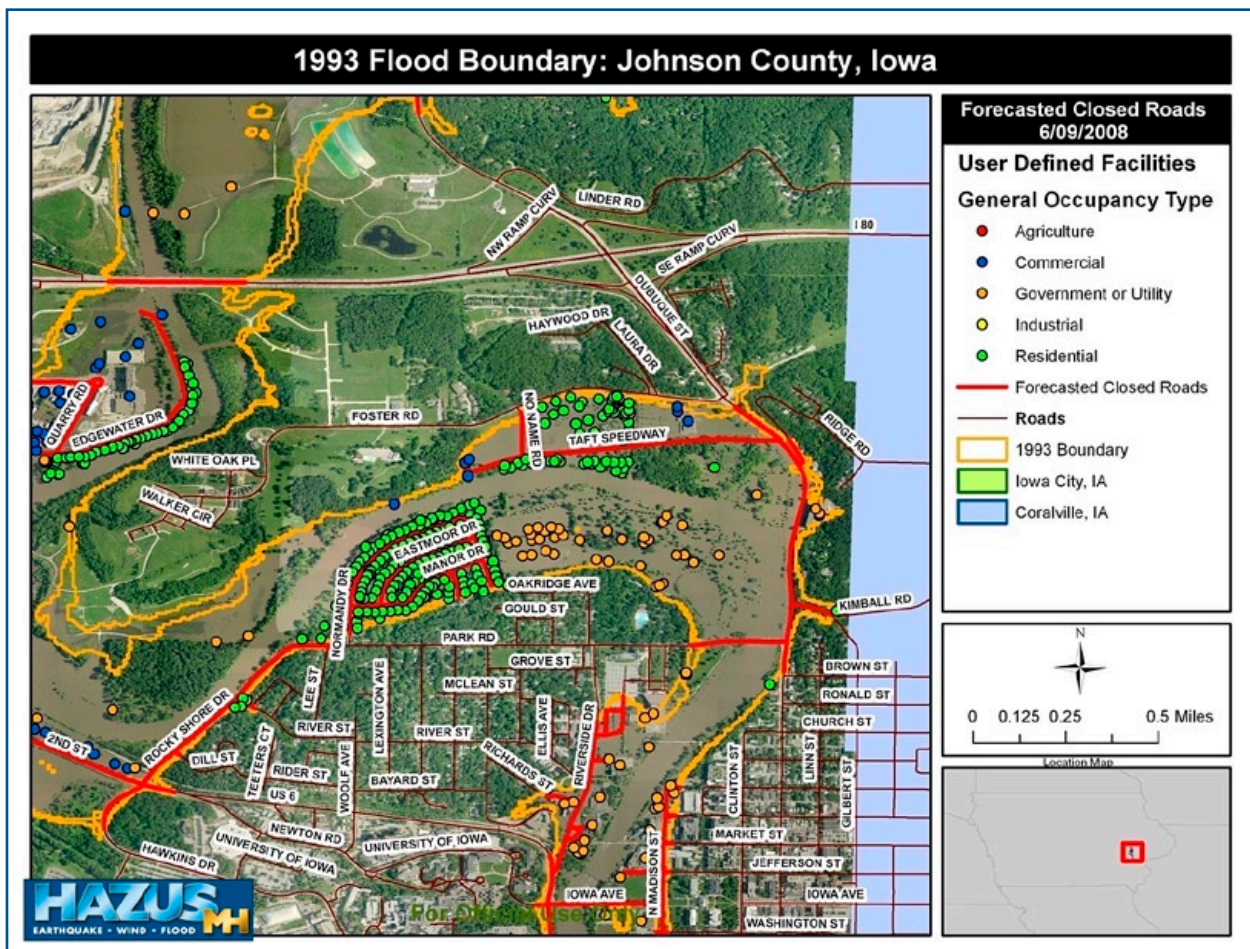 1993 Flood Boundary: Johnson County, Iowa
Forecasted Closed Roads
6/09/2008
User Defined Facilities
General Occupancy Type
Agriculture
Commercial
Government or Utility
Industrial
Residential
Forecasted Closed Roads
Roads
1993 Boundary
Iowa City, IA
Coralville, IA
N
0 0.125 0.25 0.5 Miles
Location Map
LINDER RD
NW RAMP CURV
I 80
SE RAMP CURV
DUBUQUE ST
HAYWOOD DR
LAURA DR
QUARRY RD
EDGEWATER DR
FOSTER RD
NO NAME RD
TAFT SPEEDWAY
RIDGE RD
WHITE OAK PL
WALKER CIR
EASTMOOR DR
MANOR DR
NORMANDY DR
OAKRIDGE AVE
GOULD ST
KIMBALL RD
PARK RD
GROVE ST
BROWN ST
LEE ST
MCLEAN ST
RONALD ST
ROCKY SHORE DR
LEXINGTON AVE
ELLIS AVE
RIVERSIDE DR
CHURCH ST
2ND ST
RIVER ST
RIVER ST
DILL ST
TEETERS CT
RIDER ST
WOOLF AVE
BAYARD ST
RICHARDS ST
CLINTON ST
LINN ST
GILBERT ST
US 6
NEWTON RD
UNIVERSITY OF IOWA
UNIVERSITY OF IOWA
MARKET ST
HAWKINS DR
JEFFERSON ST
IOWA AVE
N MADISON ST
IOWA AVE
WASHINGTON ST
For Official Use Only
HAZUS
MH
EARTHQUAKE • WIND • FLOOD